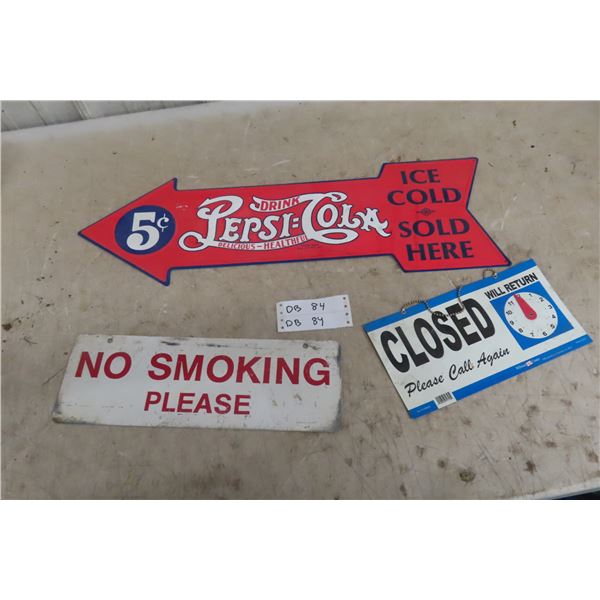 5¢
DRINK
PEPSI=COLA
DELICIOUS~HEALTHFUL
ICE
COLD
SOLD
HERE
DB 84
DB 84
NO SMOKING
PLEASE
CLOSED
WILL RETURN
Please Call Again